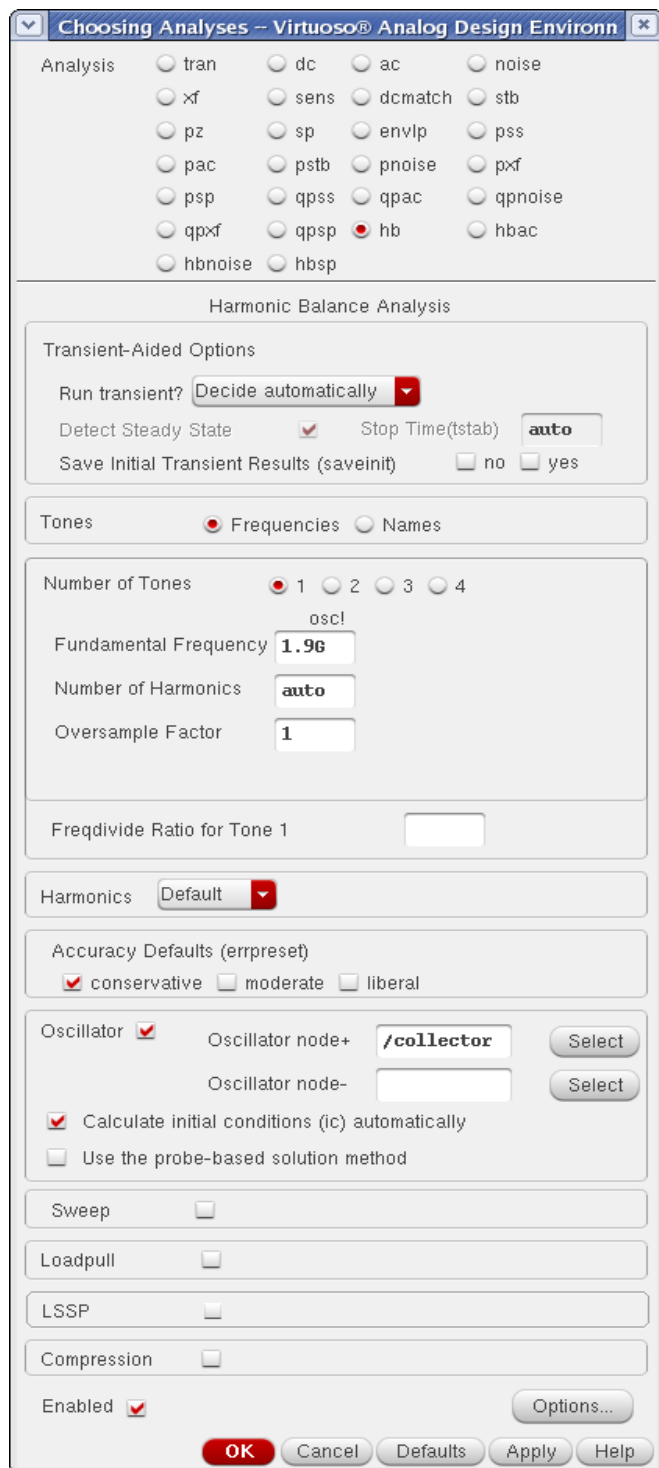 Choosing Analyses -- Virtuoso® Analog Design Environn
Analysis tran dc ac noise
xf sens dcmatch stb
pz sp envlp pss
pac pstb pnoise pxf
psp qpss qpac qpnoise
qpxf qpsp hb hbac
hbnoise hbsp
Harmonic Balance Analysis
Transient-Aided Options
Run transient? Decide automatically
Detect Steady State Stop Time(tstab) auto
Save Initial Transient Results (saveinit) no yes
Tones Frequencies Names
Number of Tones 1 2 3 4
osc!
Fundamental Frequency 1.9G
Number of Harmonics auto
Oversample Factor 1
Freqdivide Ratio for Tone 1
Harmonics Default
Accuracy Defaults (errpreset)
conservative moderate liberal
Oscillator Oscillator node+ /collector Select
Oscillator node- Select
Calculate initial conditions (ic) automatically
Use the probe-based solution method
Sweep
Loadpull
LSSP
Compression
Enabled Options...
OK Cancel Defaults Apply Help